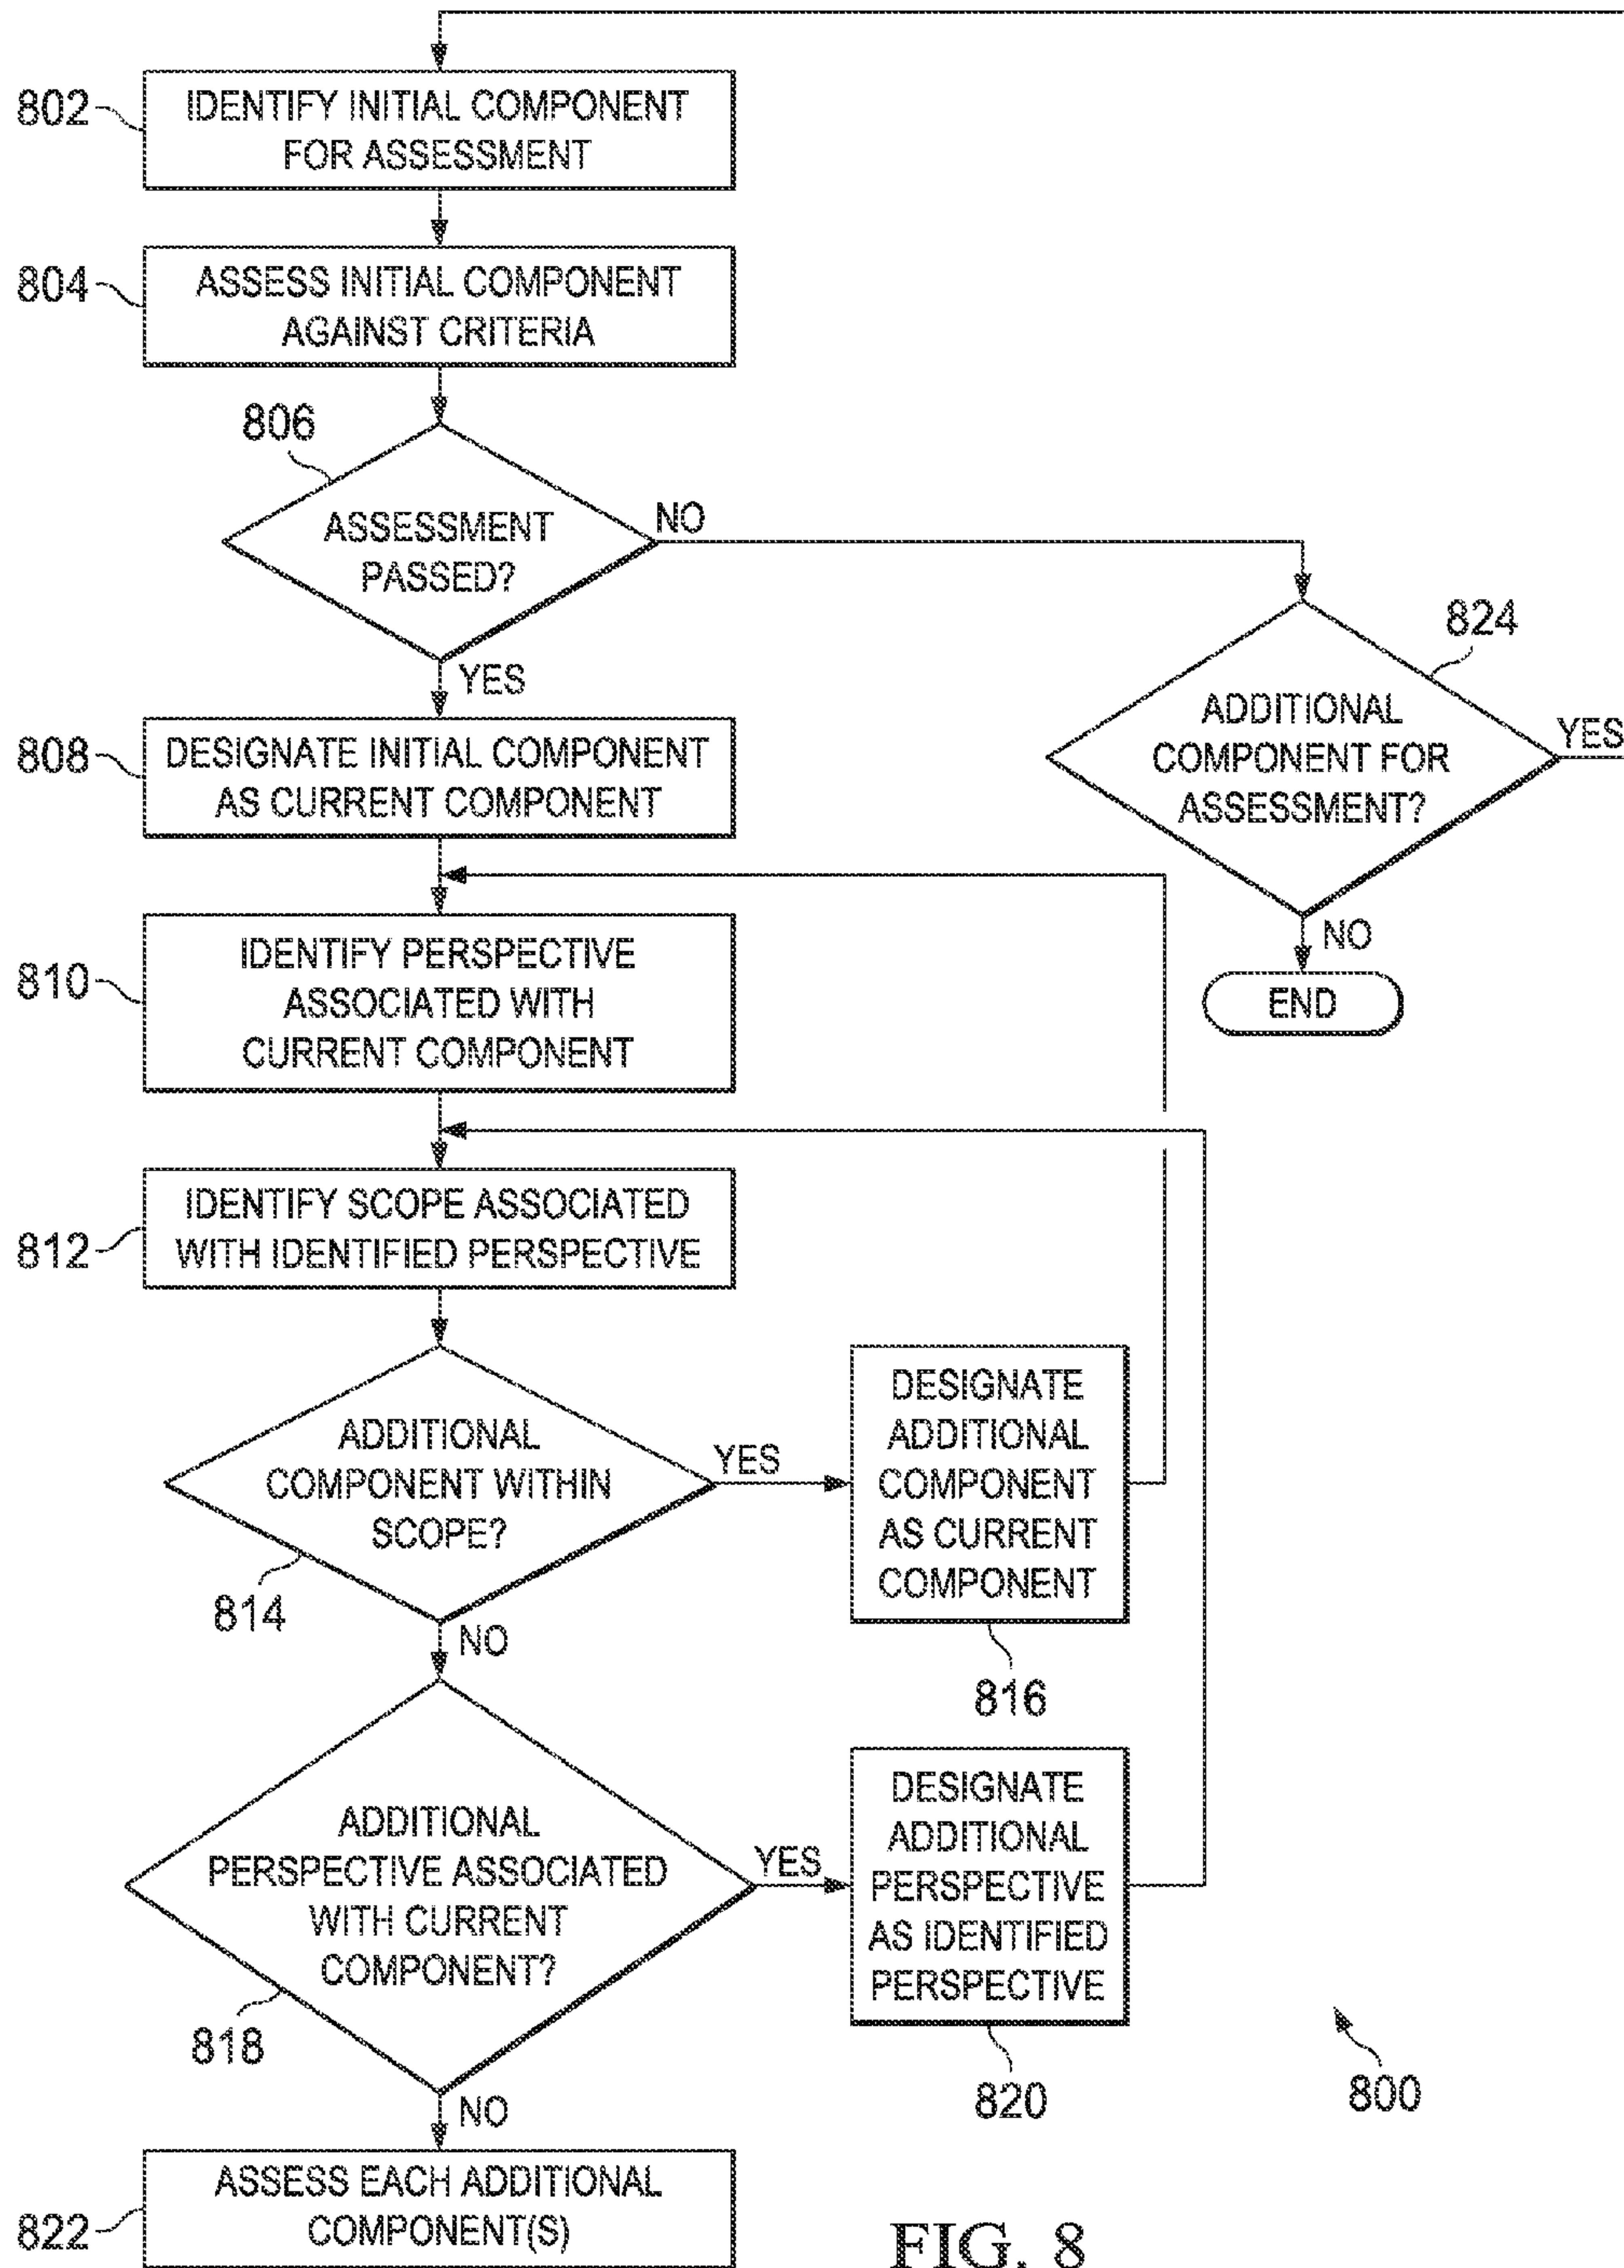 802
IDENTIFY INITIAL COMPONENT
FOR ASSESSMENT
804
ASSESS INITIAL COMPONENT
AGAINST CRITERIA
806
ASSESSMENT
PASSED?
NO
YES
824
ADDITIONAL
COMPONENT FOR
ASSESSMENT?
YES
NO
END
808
DESIGNATE INITIAL COMPONENT
AS CURRENT COMPONENT
810
IDENTIFY PERSPECTIVE
ASSOCIATED WITH
CURRENT COMPONENT
812
IDENTIFY SCOPE ASSOCIATED
WITH IDENTIFIED PERSPECTIVE
ADDITIONAL
COMPONENT WITHIN
SCOPE?
814
YES
NO
DESIGNATE
ADDITIONAL
COMPONENT
AS CURRENT
COMPONENT
816
ADDITIONAL
PERSPECTIVE ASSOCIATED
WITH CURRENT
COMPONENT?
818
YES
NO
DESIGNATE
ADDITIONAL
PERSPECTIVE
AS IDENTIFIED
PERSPECTIVE
820
800
822
ASSESS EACH ADDITIONAL
COMPONENT(S)
FIG. 8